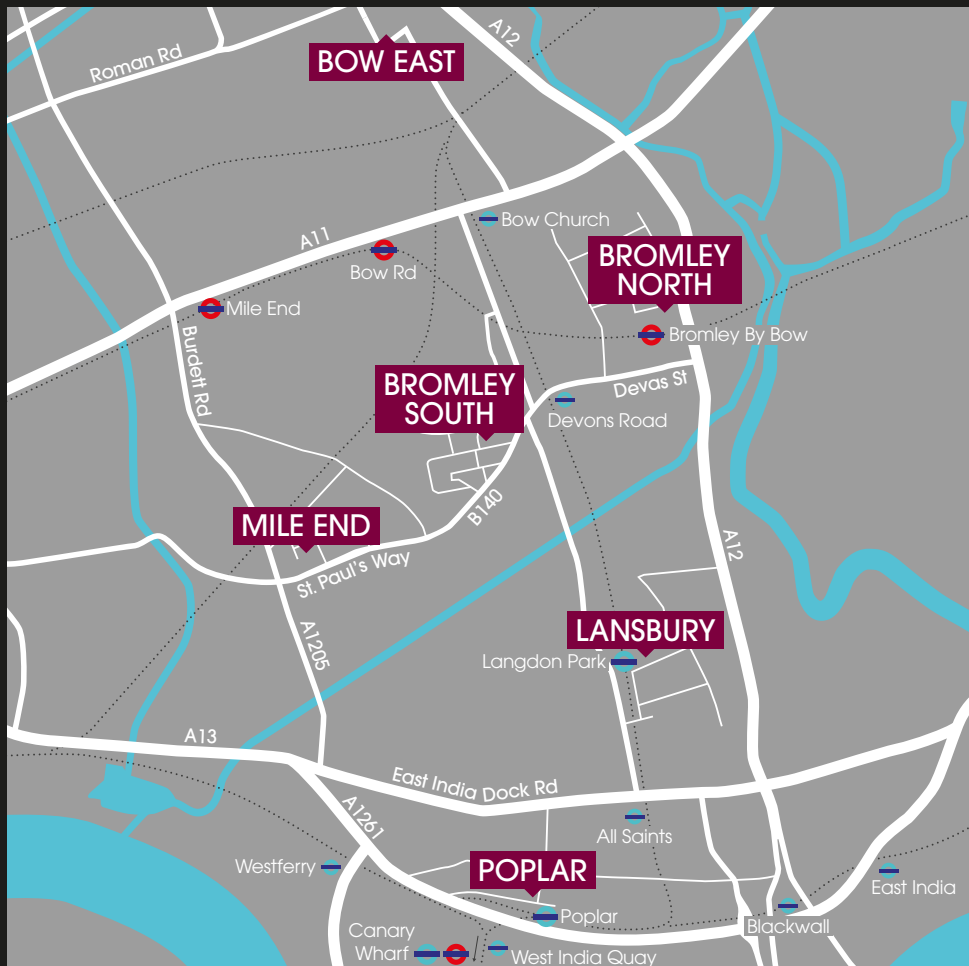 A12
Roman Rd
BOW EAST
Bow Church
A11
BROMLEY
NORTH
Bow Rd
Mile End
Bromley By Bow
Burdett Rd
BROMLEY
SOUTH
Devas St
Devons Road
B140
MILE END
St. Paul's Way
A12
A1205
LANSBURY
Langdon Park
A13
East India Dock Rd
A1261
All Saints
Westferry
POPLAR
East India
Poplar
Blackwall
Canary
Wharf
West India Quay